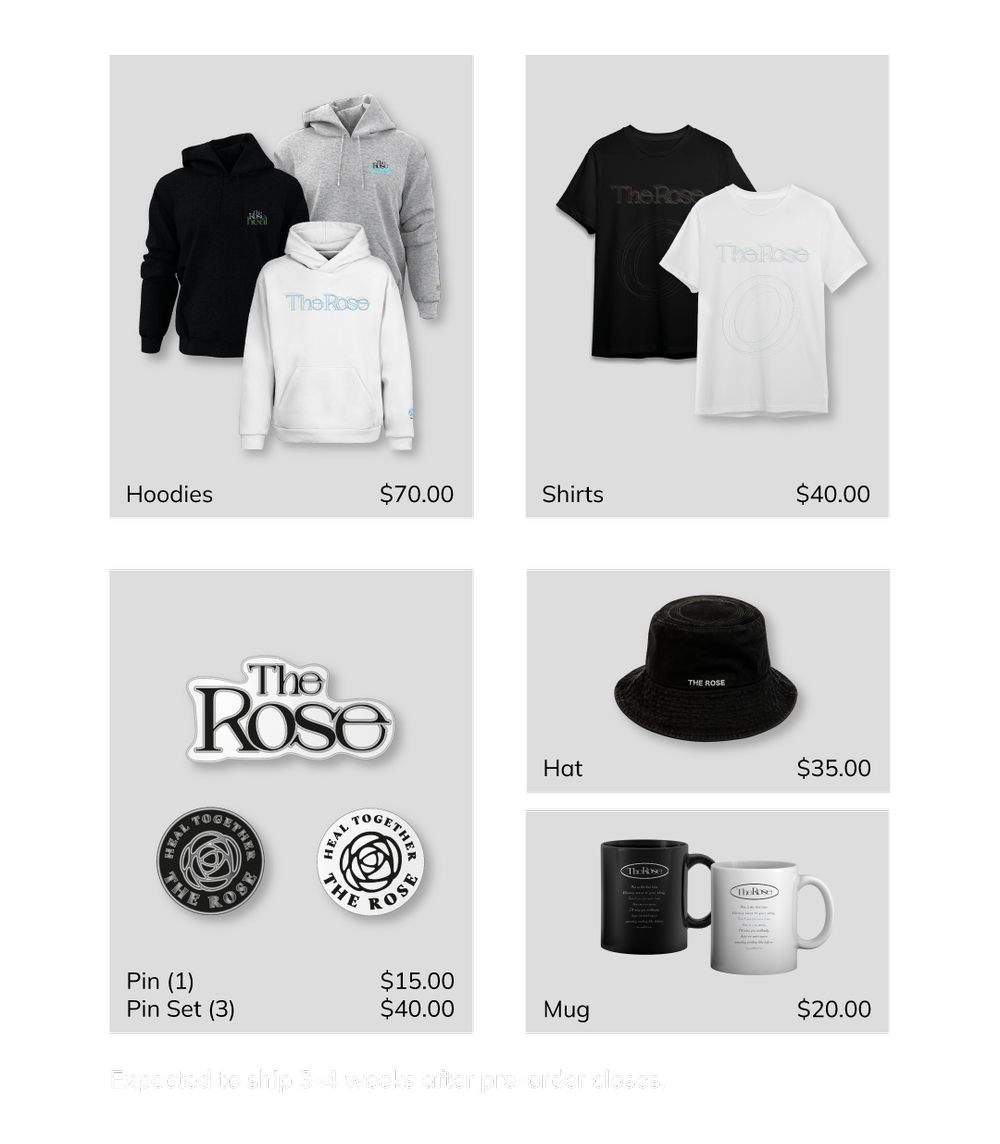 The
Rose
heal
The
Rose
heal
The Rose
Hoodies $70.00
The Rose
The Rose
Shirts $40.00
The
Rose
HEAL TOGETHER
THE ROSE
HEAL TOGETHER
THE ROSE
Pin (1) $15.00
Pin Set (3) $40.00
THE ROSE
Hat $35.00
The Rose
The Rose
Mug $20.00
Expected to ship 3-4 weeks after pre-order closes.